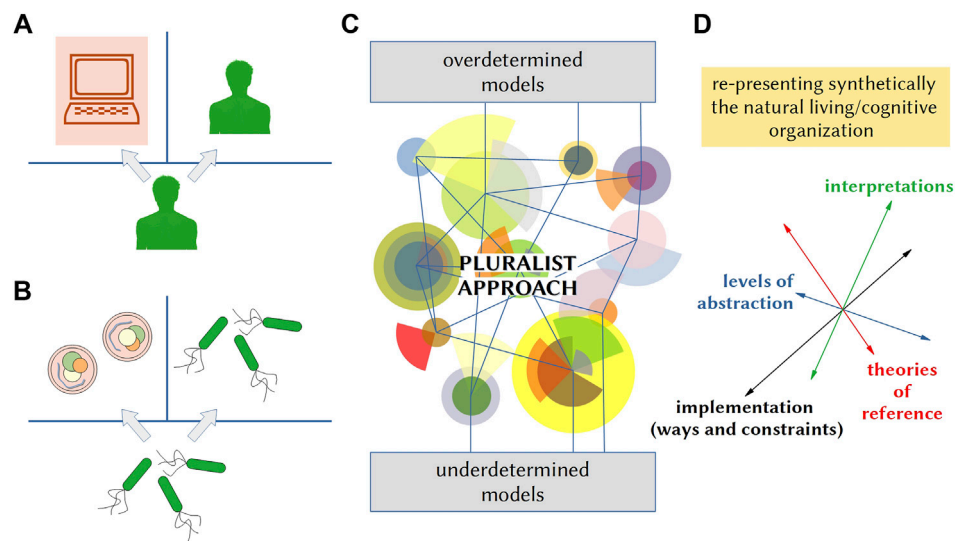 A
B
C
overdetermined
models
PLURALIST
APPROACH
underdetermined
models
D
re-presenting synthetically
the natural living/cognitive
organization
interpretations
levels of
abstraction
theories
of
reference
implementation
(ways and constraints)